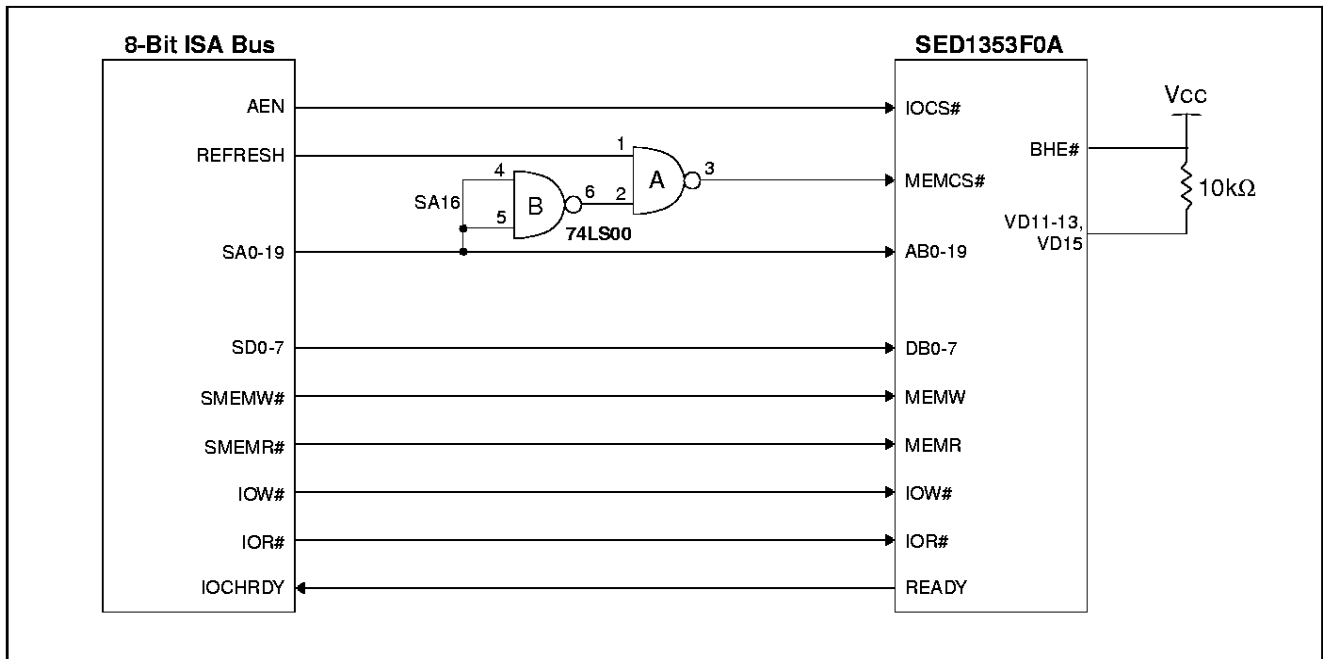 8-Bit ISA Bus
SED1353F0A
AEN
IOCS#
Vcc
REFRESH
1
BHE#
4
A
3
MEMCS#
10kΩ
SA16
B
6
2
5
74LS00
VD11-13,
VD15
SA0-19
AB0-19
SD0-7
DB0-7
SMEMW#
MEMW
SMEMR#
MEMR
IOW#
IOW#
IOR#
IOR#
IOCHRDY
READY